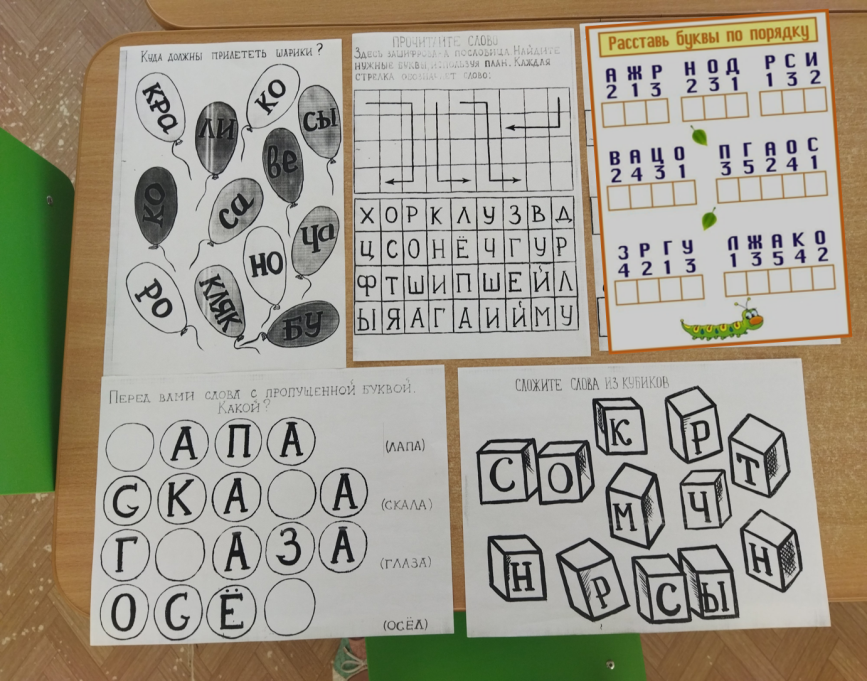 Куда должны прилететь шарики?
кра
ли
ко
сы
ко
са
ве
но
ча
ро
кляк
бу
Прочитайте слово
Здесь зашифрована пословица. Найдите
нужные буквы, используя план. Каждая
стрелка обозначает слово:
Х О Р К Л У З В Д
Ц С О Н Ё Ч Г У Р
Ф Т Ш И П Ш Е Й Л
Ы Я А Г А И Й М У
Расставь буквы по порядку
А Ж Р Н О Д Р С И
2 1 3 2 3 1 1 3 2
В А Ц О П Г А О С
2 4 3 1 3 5 2 4 1
З Р Г У Л Ж А К О
4 2 1 3 1 3 5 4 2
Перед вами слова с пропущенной буквой.
Какой?
А П А (ЛАПА)
С К А А (СКАЛА)
Г А З А (ГЛАЗА)
О С Ё (ОСЁЛ)
Сложите слова из кубиков
К Р
С О Т
М Ч
Н Р С Ы Н